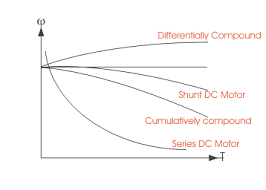 ω
Differentially Compound
Shunt DC Motor
Cumulatively compound
Series DC Motor
T